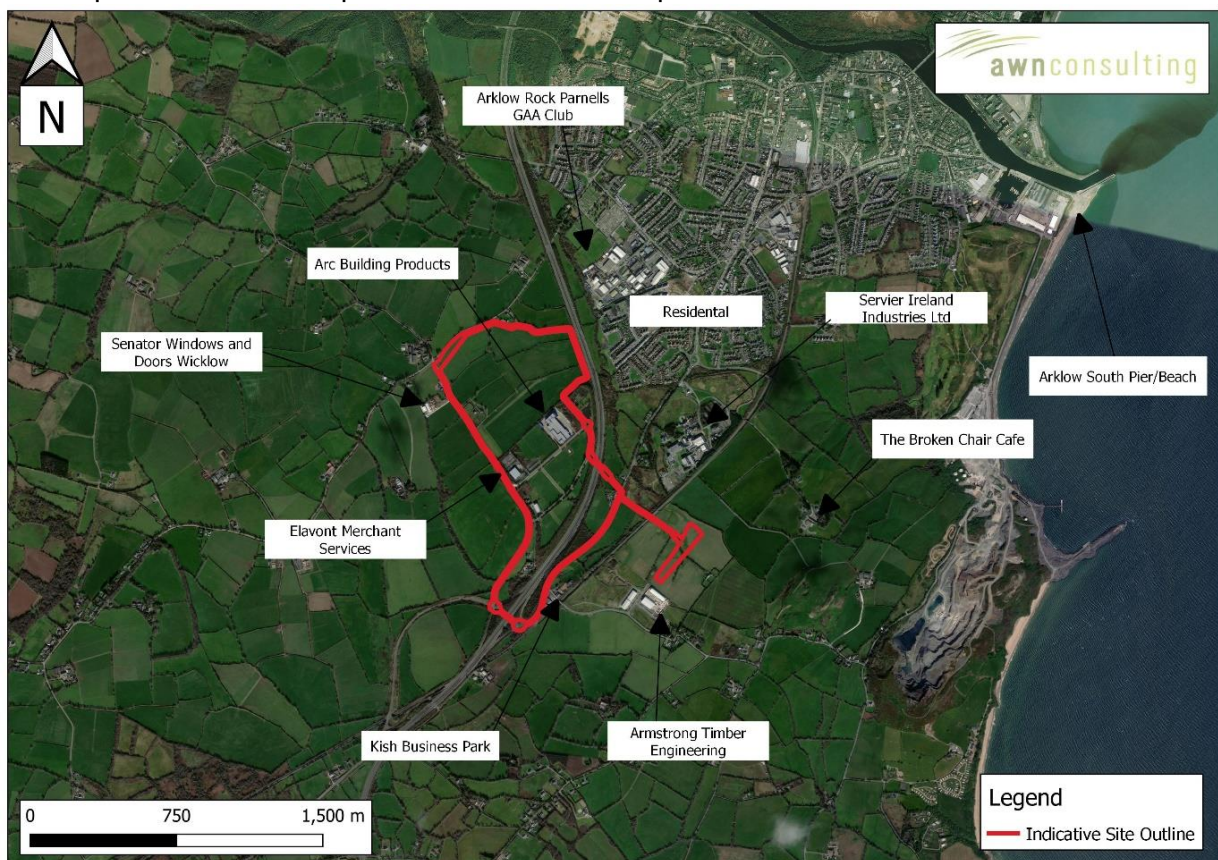 N
awnconsulting
Arklow Rock Parnells
GAA Club
Arc Building Products
Residental
Servier Ireland
Industries Ltd
Senator Windows and
Doors Wicklow
Arklow South Pier/Beach
The Broken Chair Cafe
Elavont Merchant
Services
Kish Business Park
Armstrong Timber
Engineering
0 750 1,500 m
Legend
Indicative Site Outline